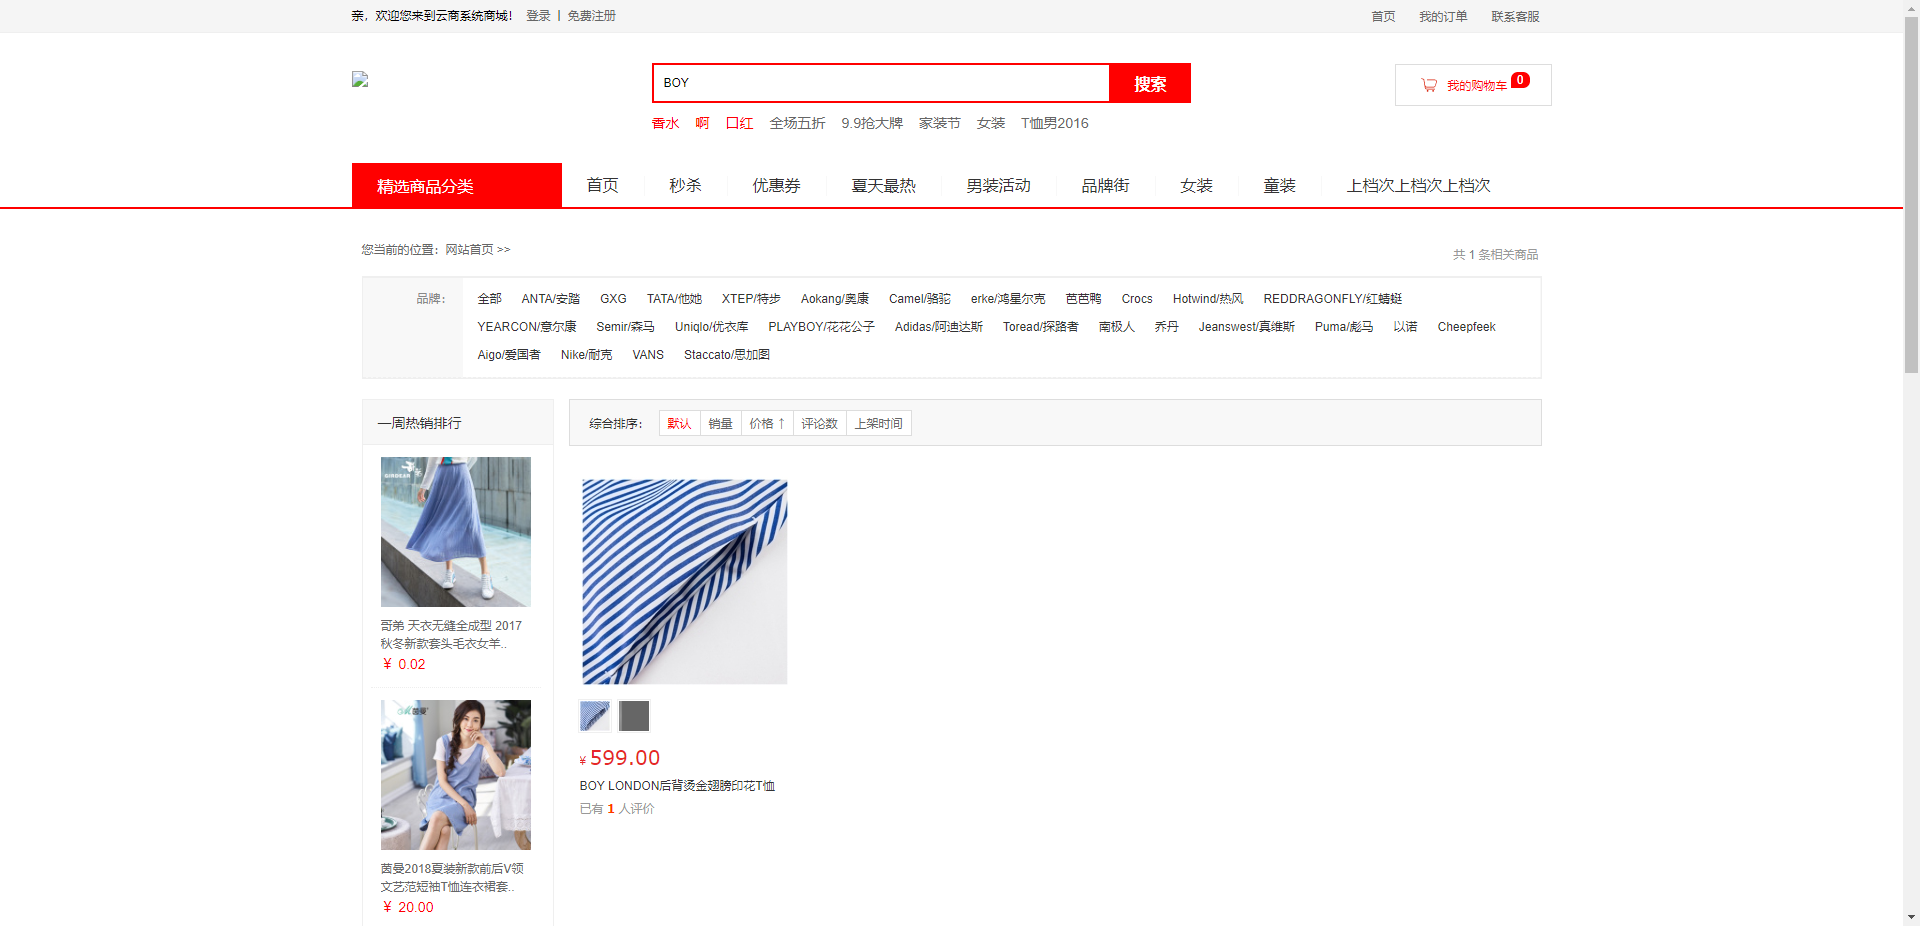 亲，欢迎您来到云商系统商城！ 登录 | 免费注册 首页 我的订单 联系客服
BOY 搜索 我的购物车 0
香水 啊 口红 全场五折 9.9抢大牌 家装节 女装 T恤男2016
精选商品分类 首页 秒杀 优惠券 夏天最热 男装活动 品牌街 女装 童装 上档次上档次上档次
您当前的位置：网站首页 >> 共 1 条相关商品
品牌： 全部 ANTA/安踏 GXG TATA/他她 XTEP/特步 Aokang/奥康 Camel/骆驼 erke/鸿星尔克 芭芭鸭 Crocs Hotwind/热风 REDDRAGONFLY/红蜻蜓
YEARCON/意尔康 Semir/森马 Uniqlo/优衣库 PLAYBOY/花花公子 Adidas/阿迪达斯 Toread/探路者 南极人 乔丹 Jeanswest/真维斯 Puma/彪马 以诺 Cheepfeek
Aigo/爱国者 Nike/耐克 VANS Staccato/思加图
一周热销排行 综合排序： 默认 销量 价格 ↑ 评论数 上架时间
哥弟 天衣无缝全成型 2017
秋冬新款套头毛衣女羊..
¥ 0.02
茵曼
茵曼2018夏装新款前后V领
文艺范短袖T恤连衣裙套..
¥ 20.00
¥ 599.00
BOY LONDON后背烫金翅膀印花T恤
已有 1 人评价